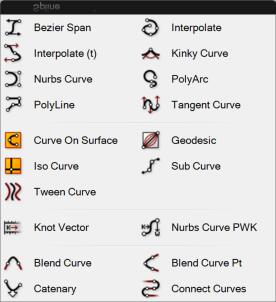 Spline
Bezier Span Interpolate
Interpolate (t) Kinky Curve
Nurbs Curve PolyArc
PolyLine Tangent Curve
Curve On Surface Geodesic
Iso Curve Sub Curve
Tween Curve
Knot Vector Nurbs Curve PWK
Blend Curve Blend Curve Pt
Catenary Connect Curves